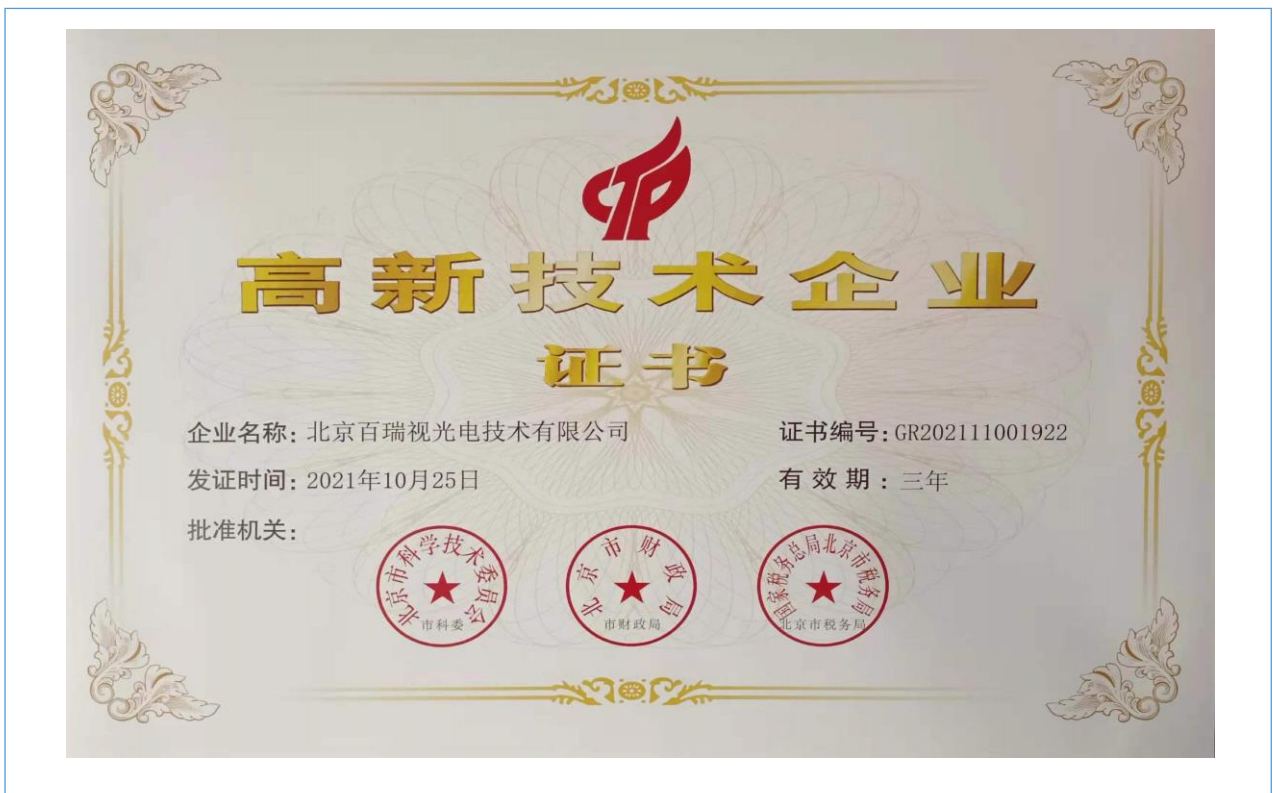 CTP
高新技术企业
证书
企业名称：北京百瑞视光电技术有限公司
证书编号：GR202111001922
发证时间：2021年10月25日
有效期：三年
批准机关：
北京市科学技术委员会
市科委
北京市财政局
市财政局
国家税务总局北京市税务局
北京市税务局